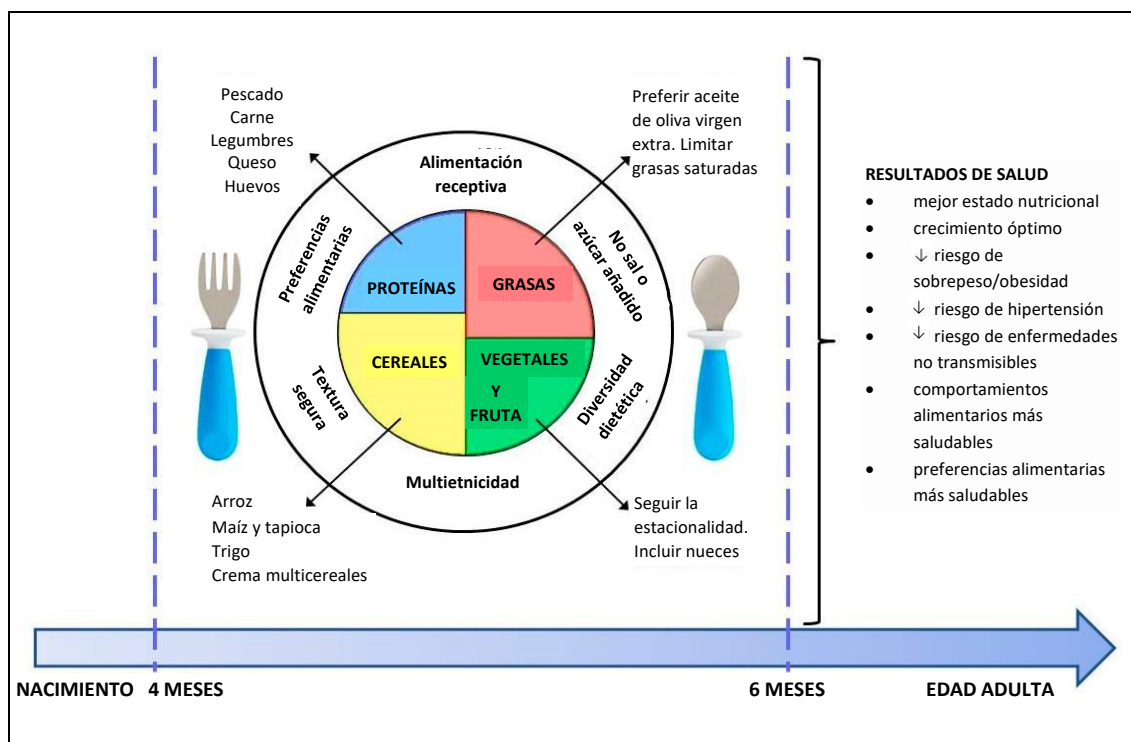 Pescado
Carne
Legumbres
Queso
Huevos
Preferir aceite
de oliva virgen
extra. Limitar
grasas saturadas
Alimentación
receptiva
Preferencias
alimentarias
No sal o
azúcar añadido
PROTEÍNAS
GRASAS
CEREALES
VEGETALES
Y
FRUTA
Textura
segura
Diversidad
dietética
Multietnicidad
Arroz
Maíz y tapioca
Trigo
Crema multicereales
Seguir la
estacionalidad.
Incluir nueces
RESULTADOS DE SALUD
• mejor estado nutricional
• crecimiento óptimo
• ↓ riesgo de
sobrepeso/obesidad
• ↓ riesgo de hipertensión
• ↓ riesgo de enfermedades
no transmisibles
• comportamientos
alimentarios más
saludables
• preferencias alimentarias
más saludables
NACIMIENTO 4 MESES 6 MESES EDAD ADULTA